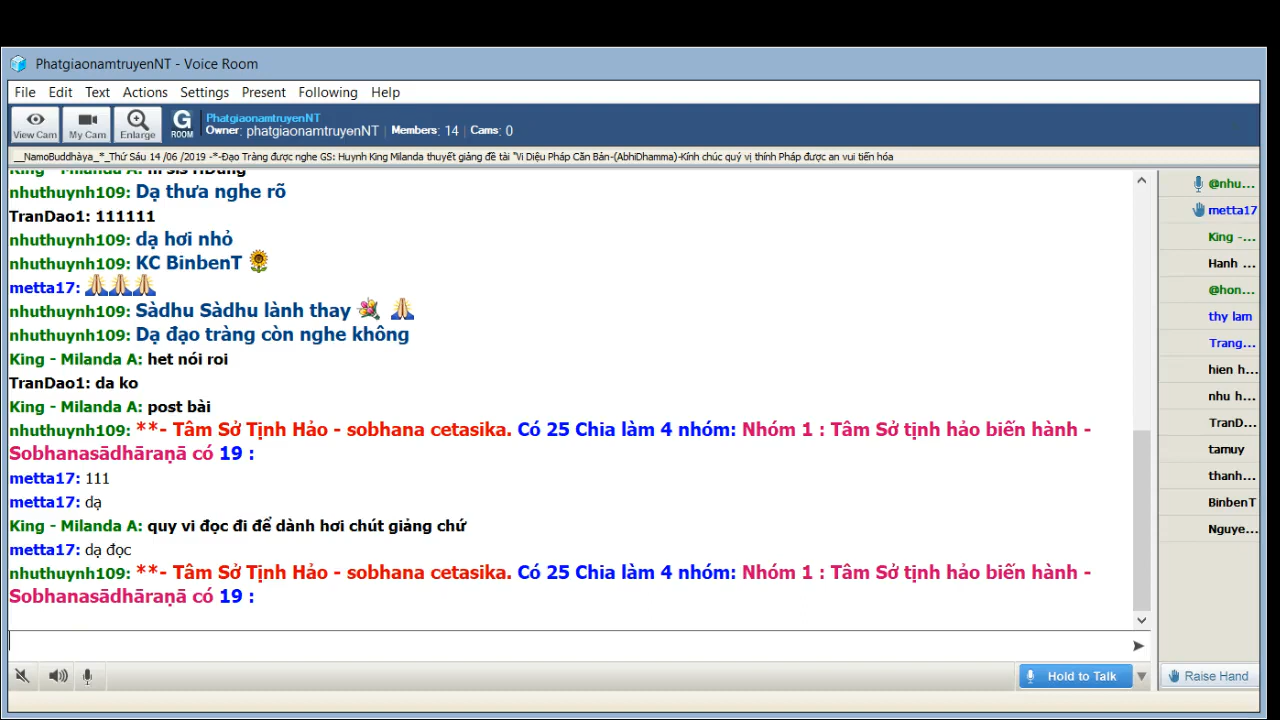 PhatgiaonamtruyenNT - Voice Room
File Edit Text Actions Settings Present Following Help
View Cam My Cam Enlarge G ROOM PhatgiaonamtruyenNT
Owner: phatgiaonamtruyenNT | Members: 14 | Cams: 0
__NamoBuddhàya_*_Thứ Sáu 14 /06 /2019 -*-Đạo Tràng được nghe GS: Huynh King Milanda thuyết giảng đề tài "Vi Diệu Pháp Căn Bản-(AbhiDhamma)-Kính chúc quý vị thính Pháp được an vui tiến hóa
King - Milanda A: hi sis HDung
nhuthuynh109: Dạ thưa nghe rõ
TranDao1: 111111
nhuthuynh109: dạ hơi nhỏ
nhuthuynh109: KC BinbenT 🌻
metta17: 🙏🙏🙏
nhuthuynh109: Sàdhu Sàdhu lành thay 💐 🙏
nhuthuynh109: Dạ đạo tràng còn nghe không
King - Milanda A: het nói roi
TranDao1: da ko
King - Milanda A: post bài
nhuthuynh109: **- Tâm Sở Tịnh Hảo - sobhana cetasika. Có 25 Chia làm 4 nhóm: Nhóm 1 : Tâm Sở tịnh hảo biến hành -
Sobhanasādhāraṇā có 19 :
metta17: 111
metta17: dạ
King - Milanda A: quy vi đọc đi để dành hơi chút giảng chứ
metta17: dạ đọc
nhuthuynh109: **- Tâm Sở Tịnh Hảo - sobhana cetasika. Có 25 Chia làm 4 nhóm: Nhóm 1 : Tâm Sở tịnh hảo biến hành -
Sobhanasādhāraṇā có 19 :
@nhu...
metta17
King -...
Hanh ...
@hon...
thy lam
Trang...
hien h...
nhu h...
TranD...
tamuy
thanh...
BinbenT
Nguye...
Hold to Talk
Raise Hand